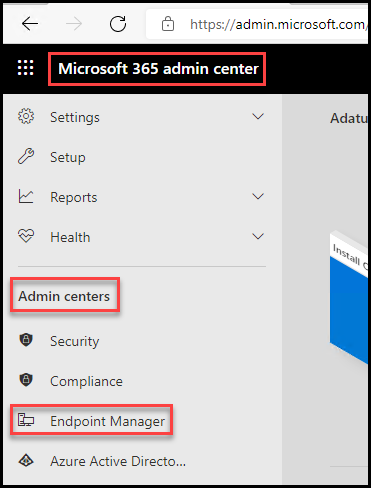 https://admin.microsoft.com/
Microsoft 365 admin center
Settings
Adatu
Setup
Reports
Health
Install O
Admin centers
Security
Compliance
Endpoint Manager
Azure Active Directo...